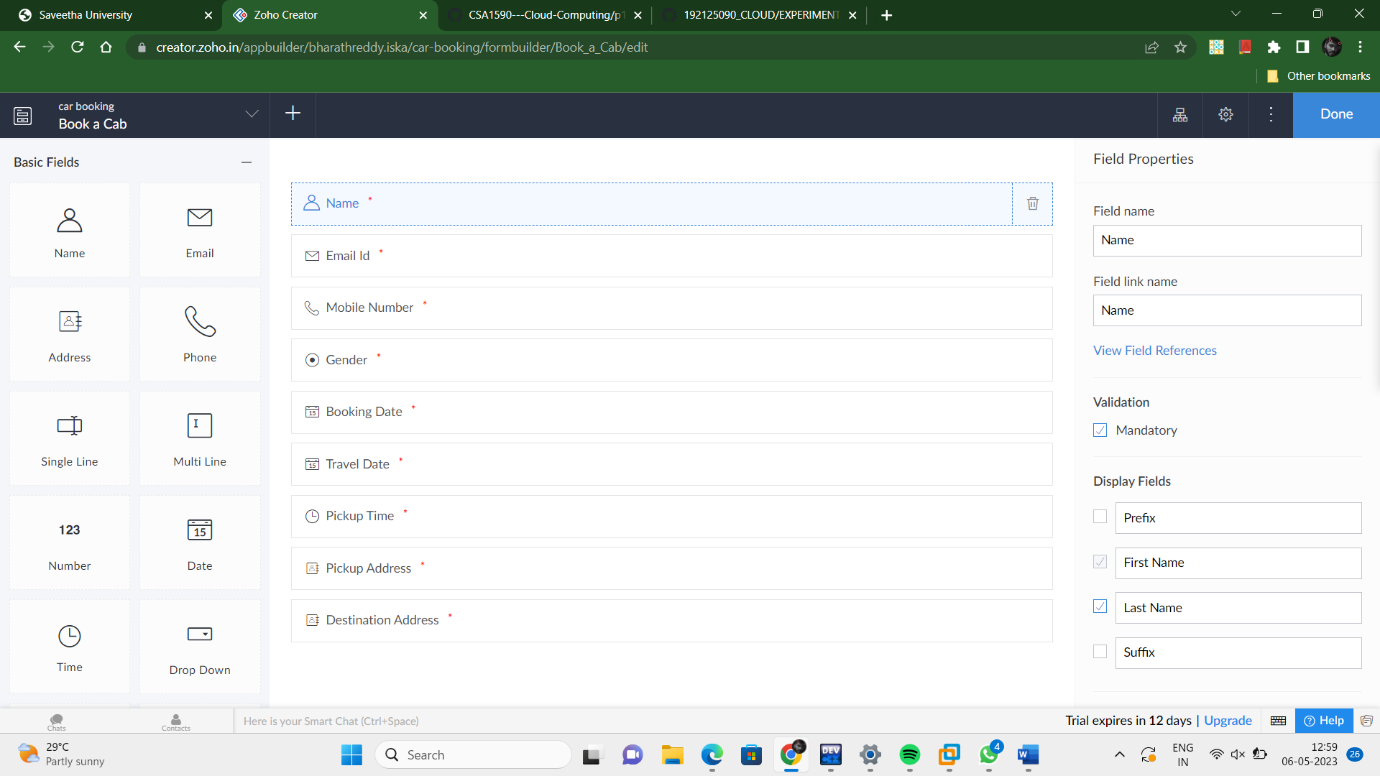 Saveetha University
Zoho Creator
CSA1590---Cloud-Computing/p1
192125090_CLOUD/EXPERIMENT
creator.zoho.in/appbuilder/bharathreddy.iska/car-booking/formbuilder/Book_a_Cab/edit
Other bookmarks
car booking
Book a Cab
Done
Basic Fields
Name
Email
Address
Phone
Single Line
Multi Line
123
Number
15
Date
Time
Drop Down
Name *
Email Id *
Mobile Number *
Gender *
15 Booking Date *
15 Travel Date *
Pickup Time *
Pickup Address *
Destination Address *
Field Properties
Field name
Name
Field link name
Name
View Field References
Validation
Mandatory
Display Fields
Prefix
First Name
Last Name
Suffix
Chats
Contacts
Here is your Smart Chat (Ctrl+Space)
Trial expires in 12 days | Upgrade
Help
29°C
Partly sunny
Search
DEV
4
ENG
IN
12:59
06-05-2023
26